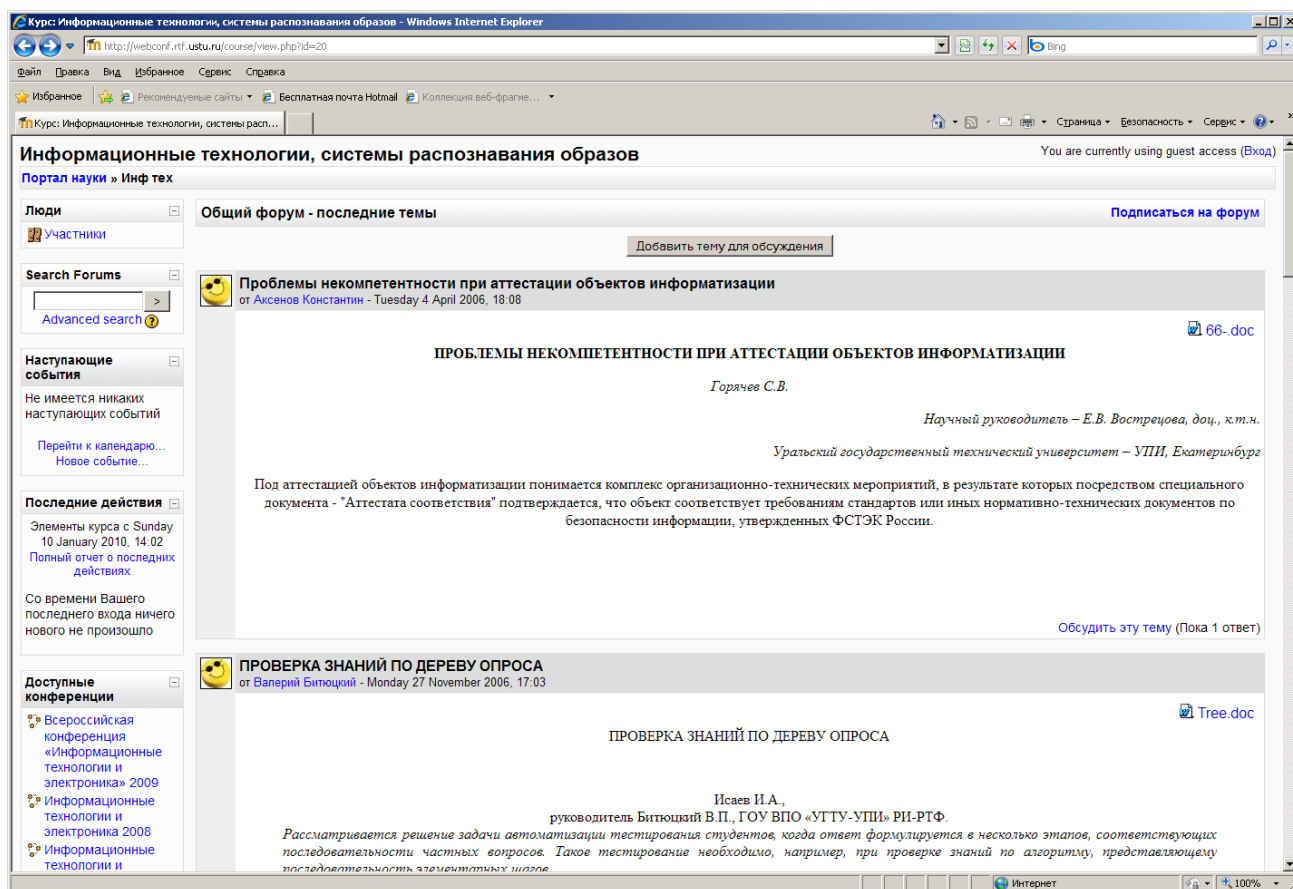 Курс: Информационные технологии, системы распознавания образов - Windows Internet Explorer
http://webconf.rtf.ustu.ru/course/view.php?id=20
Bing
Файл Правка Вид Избранное Сервис Справка
Избранное Рекомендуемые сайты Бесплатная почта Hotmail Коллекция веб-фрагме...
Курс: Информационные технологии, системы расп...
Страница Безопасность Сервис »
Информационные технологии, системы распознавания образов
You are currently using guest access (Вход)
Портал науки » Инф тех
Люди
Участники
Search Forums
>
Advanced search ?
Наступающие
события
Не имеется никаких
наступающих событий
Перейти к календарю...
Новое событие...
Последние действия
Элементы курса с Sunday
10 January 2010, 14:02
Полный отчет о последних
действиях
Со времени Вашего
последнего входа ничего
нового не произошло
Доступные
конференции
Всероссийская
конференция
«Информационные
технологии и
электроника» 2009
Информационные
технологии и
электроника 2008
Информационные
технологии и
Общий форум - последние темы
Подписаться на форум
Добавить тему для обсуждения
Проблемы некомпетентности при аттестации объектов информатизации
от Аксенов Константин - Tuesday 4 April 2006, 18:08
66-.doc
ПРОБЛЕМЫ НЕКОМПЕТЕНТНОСТИ ПРИ АТТЕСТАЦИИ ОБЪЕКТОВ ИНФОРМАТИЗАЦИИ
Горячев С.В.
Научный руководитель – Е.В. Вострецова, доц., к.т.н.
Уральский государственный технический университет – УПИ, Екатеринбург
Под аттестацией объектов информатизации понимается комплекс организационно-технических мероприятий, в результате которых посредством специального
документа - "Аттестата соответствия" подтверждается, что объект соответствует требованиям стандартов или иных нормативно-технических документов по
безопасности информации, утвержденных ФСТЭК России.
Обсудить эту тему (Пока 1 ответ)
ПРОВЕРКА ЗНАНИЙ ПО ДЕРЕВУ ОПРОСА
от Валерий Битюцкий - Monday 27 November 2006, 17:03
Tree.doc
ПРОВЕРКА ЗНАНИЙ ПО ДЕРЕВУ ОПРОСА
Исаев И.А.,
руководитель Битюцкий В.П., ГОУ ВПО «УГТУ-УПИ» РИ-РТФ.
Рассматривается решение задачи автоматизации тестирования студентов, когда ответ формулируется в несколько этапов, соответствующих
последовательности частных вопросов. Такое тестирование необходимо, например, при проверке знаний по алгоритму, представляющему
последовательность элементарных шагов
Интернет
100%